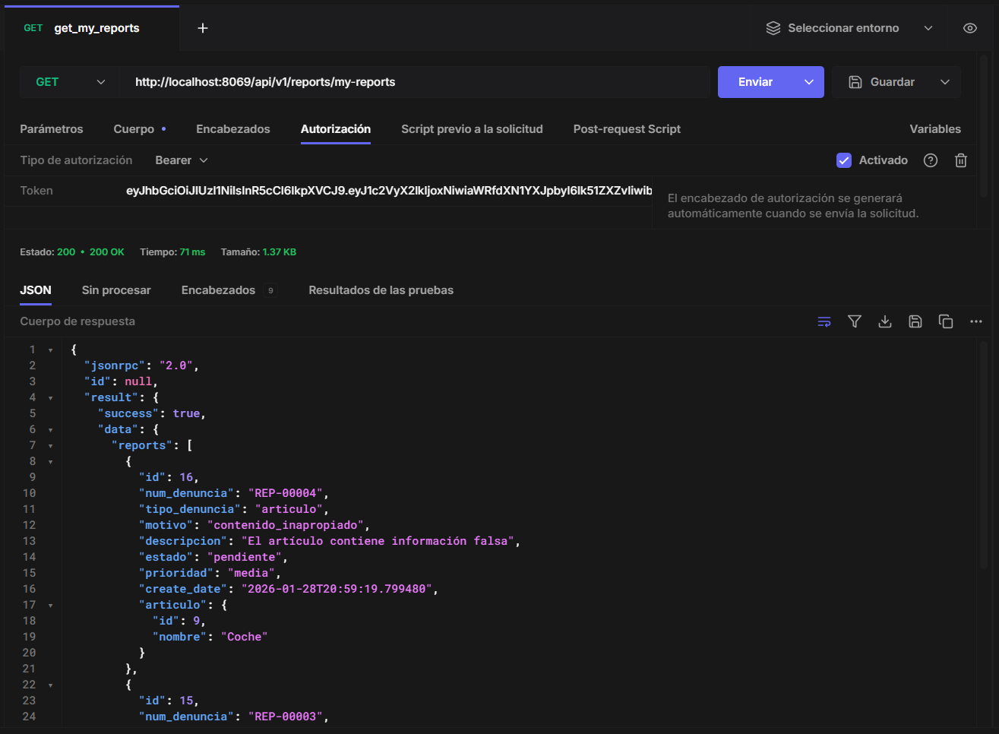 GET get_my_reports + Seleccionar entorno
GET http://localhost:8069/api/v1/reports/my-reports Enviar Guardar
Parámetros Cuerpo • Encabezados Autorización Script previo a la solicitud Post-request Script Variables
Tipo de autorización Bearer Activado
Token eyJhbGciOiJIUzI1NiIsInR5cCI6IkpXVCJ9.eyJ1c2VyX2lkIjoxNiwiaWRfdXN1YXJpbyI6Ik51ZXZvIiwib
El encabezado de autorización se generará
automáticamente cuando se envía la solicitud.
Estado: 200 • 200 OK Tiempo: 71 ms Tamaño: 1.37 KB
JSON Sin procesar Encabezados 9 Resultados de las pruebas
Cuerpo de respuesta
1 {
2 "jsonrpc": "2.0",
3 "id": null,
4 "result": {
5 "success": true,
6 "data": {
7 "reports": [
8 {
9 "id": 16,
10 "num_denuncia": "REP-00004",
11 "tipo_denuncia": "articulo",
12 "motivo": "contenido_inapropiado",
13 "descripcion": "El artículo contiene información falsa",
14 "estado": "pendiente",
15 "prioridad": "media",
16 "create_date": "2026-01-28T20:59:19.799480",
17 "articulo": {
18 "id": 9,
19 "nombre": "Coche"
20 }
21 },
22 {
23 "id": 15,
24 "num_denuncia": "REP-00003",